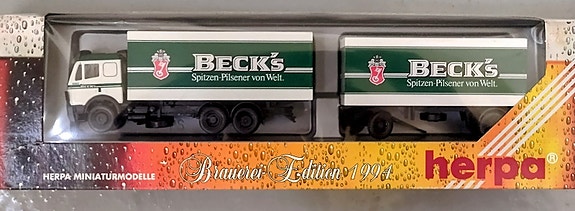 BECK's
Spitzen-Pilsener von Welt.
BECK's
Spitzen-Pilsener von Welt.
HERPA MINIATURMODELLE
Brauerei-Edition 1994
herpa®